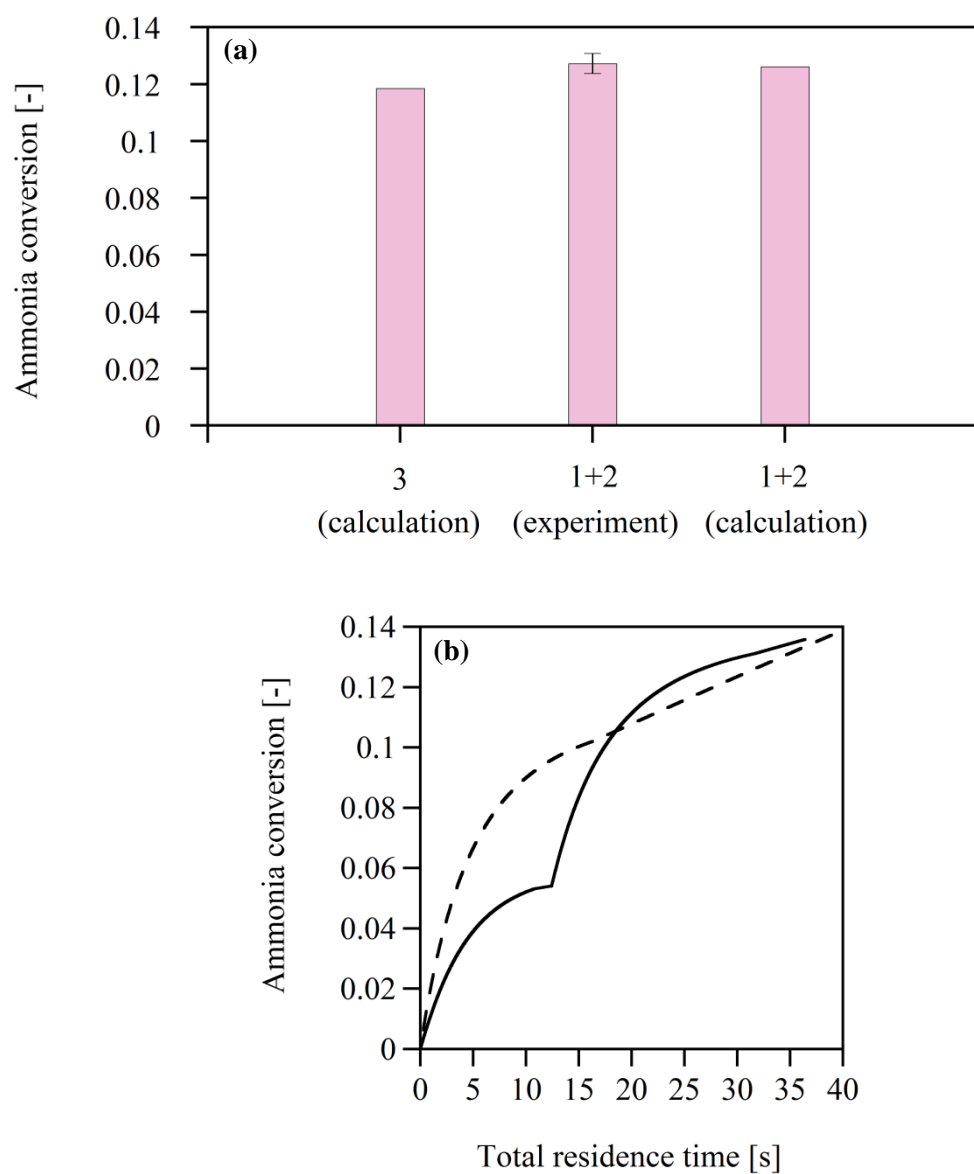 (a)
Ammonia conversion [-]
0.14
0.12
0.1
0.08
0.06
0.04
0.02
0
3
(calculation)
1+2
(experiment)
1+2
(calculation)
(b)
Ammonia conversion [-]
0.14
0.12
0.1
0.08
0.06
0.04
0.02
0
0 5 10 15 20 25 30 35 40
Total residence time [s]